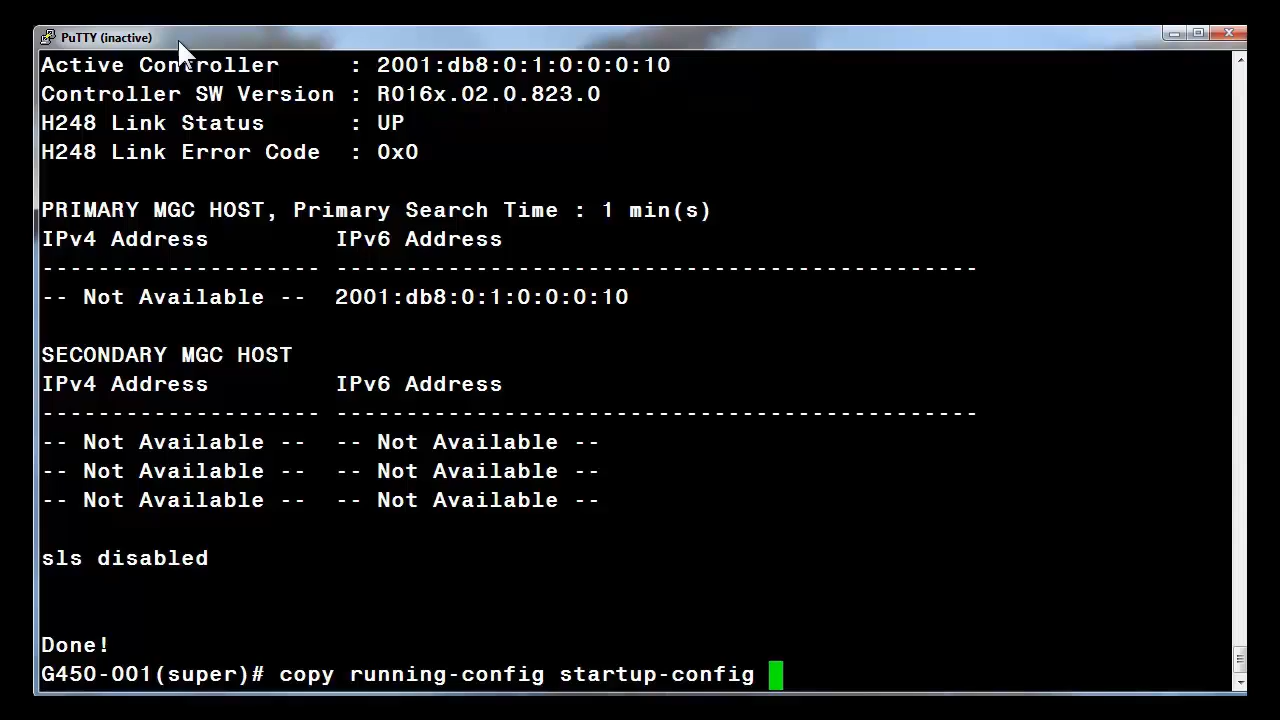 PuTTY (inactive)
Active Controller : 2001:db8:0:1:0:0:0:10
Controller SW Version : R016x.02.0.823.0
H248 Link Status : UP
H248 Link Error Code : 0x0
PRIMARY MGC HOST, Primary Search Time : 1 min(s)
IPv4 Address IPv6 Address
-------------------- ----------------------------------------------
-- Not Available -- 2001:db8:0:1:0:0:0:10
SECONDARY MGC HOST
IPv4 Address IPv6 Address
-------------------- ----------------------------------------------
-- Not Available -- -- Not Available --
-- Not Available -- -- Not Available --
-- Not Available -- -- Not Available --
sls disabled
Done!
G450-001(super)# copy running-config startup-config